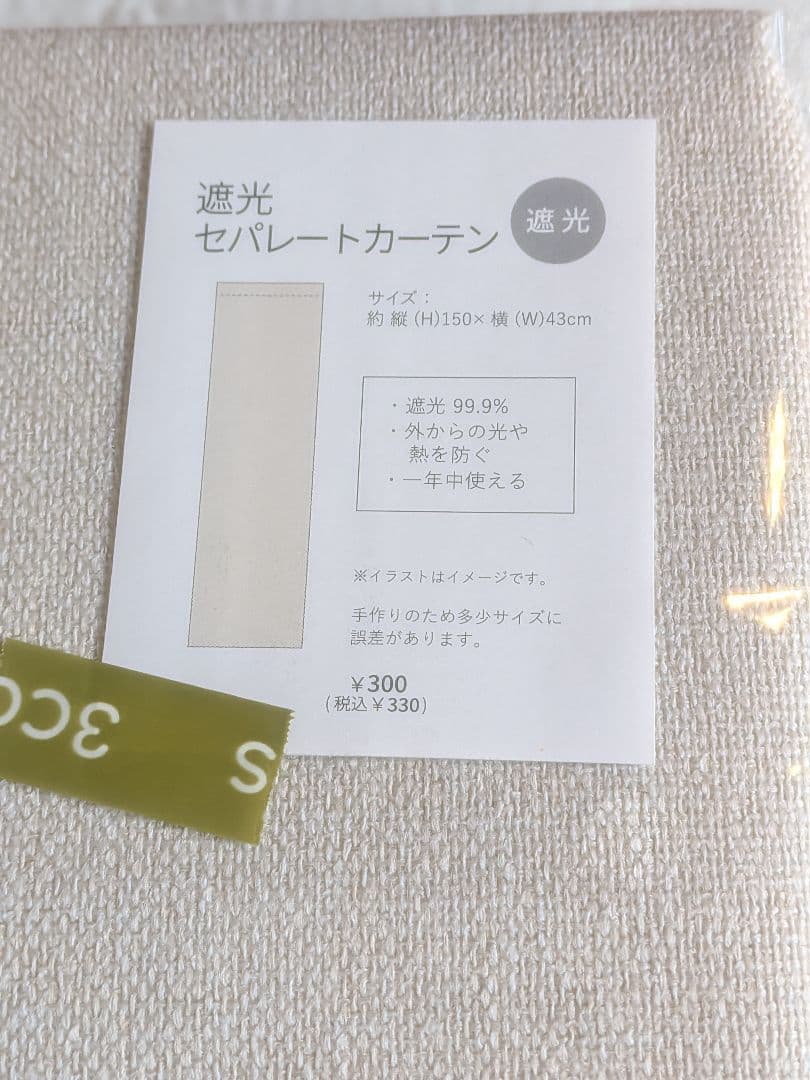 遮光
セパレートカーテン
遮光
サイズ：
約 縦 (H)150× 横 (W)43cm
・遮光 99.9%
・外からの光や
熱を防ぐ
・一年中使える
※イラストはイメージです。
手作りのため多少サイズに
誤差があります。
¥300
(税込¥330)
3CO
S